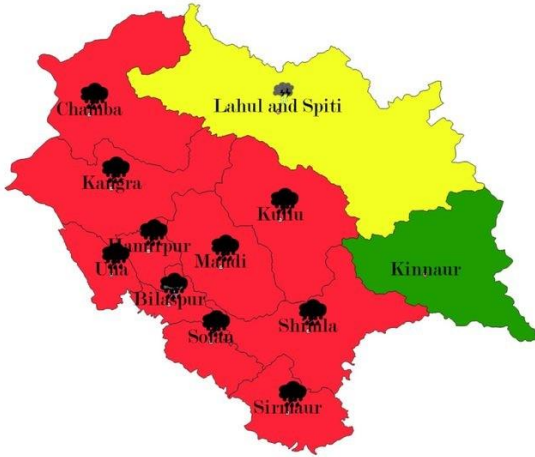 Chamba
Lahul and Spiti
Kangra
Kullu
Hamirpur
Mandi
Una
Kinnaur
Bilaspur
Shimla
Solan
Sirmaur